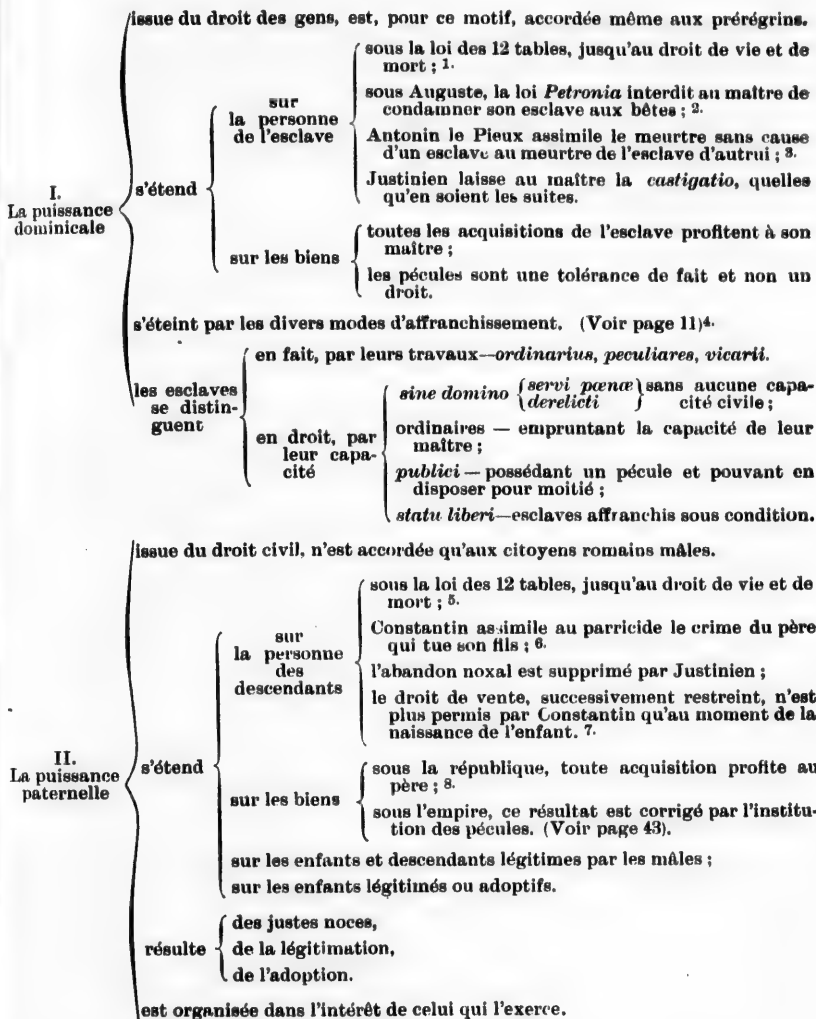 issue du droit des gens, est, pour ce motif, accordée même aux prérégrins.
I.
La puissance
dominicale
s'étend
sur
la personne
de l'esclave
sous la loi des 12 tables, jusqu'au droit de vie et de
mort ; 1.
sous Auguste, la loi Petronia interdit au maître de
condamner son esclave aux bêtes ; 2.
Antonin le Pieux assimile le meurtre sans cause
d'un esclave au meurtre de l'esclave d'autrui ; 3.
Justinien laisse au maître la castigatio, quelles
qu'en soient les suites.
sur les biens
toutes les acquisitions de l'esclave profitent à son
maître ;
les pécules sont une tolérance de fait et non un
droit.
s'éteint par les divers modes d'affranchissement. (Voir page 11)4.
les esclaves
se distin-
guent
en fait, par leurs travaux—ordinarius, peculiares, vicarii.
en droit, par
leur capa-
cité
sine domino { servi pœnæ } sans aucune capa-
derelicti cité civile ;
ordinaires — empruntant la capacité de leur
maître ;
publici — possédant un pécule et pouvant en
disposer pour moitié ;
statu liberi—esclaves affranchis sous condition.
II.
La puissance
paternelle
issue du droit civil, n'est accordée qu'aux citoyens romains mâles.
s'étend
sur
la personne
des
descendants
sous la loi des 12 tables, jusqu'au droit de vie et de
mort ; 5.
Constantin assimile au parricide le crime du père
qui tue son fils ; 6.
l'abandon noxal est supprimé par Justinien ;
le droit de vente, successivement restreint, n'est
plus permis par Constantin qu'au moment de la
naissance de l'enfant. 7.
sur les biens
sous la république, toute acquisition profite au
père ; 8.
sous l'empire, ce résultat est corrigé par l'institu-
tion des pécules. (Voir page 43).
sur les enfants et descendants légitimes par les mâles ;
sur les enfants légitimés ou adoptifs.
résulte
des justes noces,
de la légitimation,
de l'adoption.
est organisée dans l'intérêt de celui qui l'exerce.